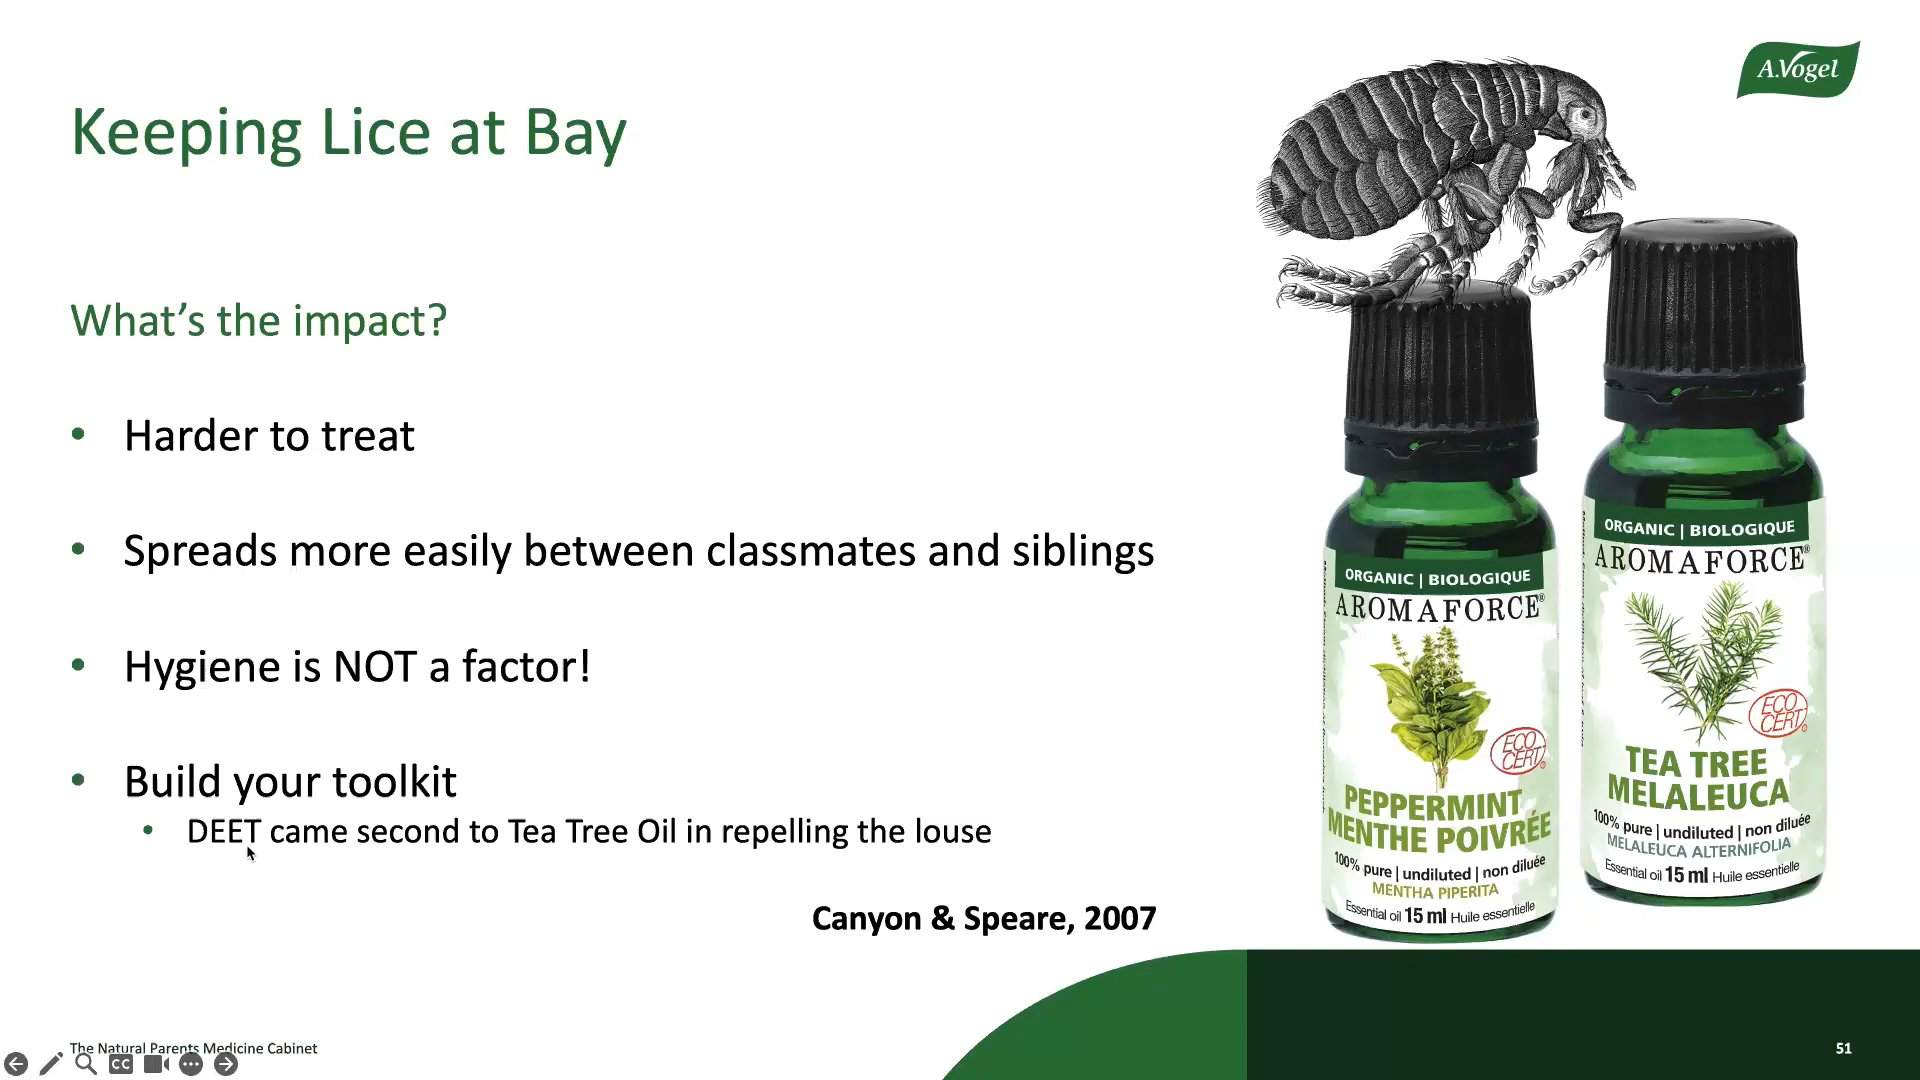 A.Vogel
Keeping Lice at Bay
What's the impact?
• Harder to treat
• Spreads more easily between classmates and siblings
• Hygiene is NOT a factor!
• Build your toolkit
• DEET came second to Tea Tree Oil in repelling the louse
Canyon & Speare, 2007
ORGANIC | BIOLOGIQUE
AROMAFORCE®
ECO
CERT
PEPPERMINT
MENTHE POIVRÉE
100% pure | undiluted | non diluée
MENTHA PIPERITA
Essential oil 15 ml Huile essentielle
ORGANIC | BIOLOGIQUE
AROMAFORCE®
ECO
CERT
TEA TREE
MELALEUCA
100% pure | undiluted | non diluée
MELALEUCA ALTERNIFOLIA
Essential oil 15 ml Huile essentielle
The Natural Parents Medicine Cabinet
CC
51